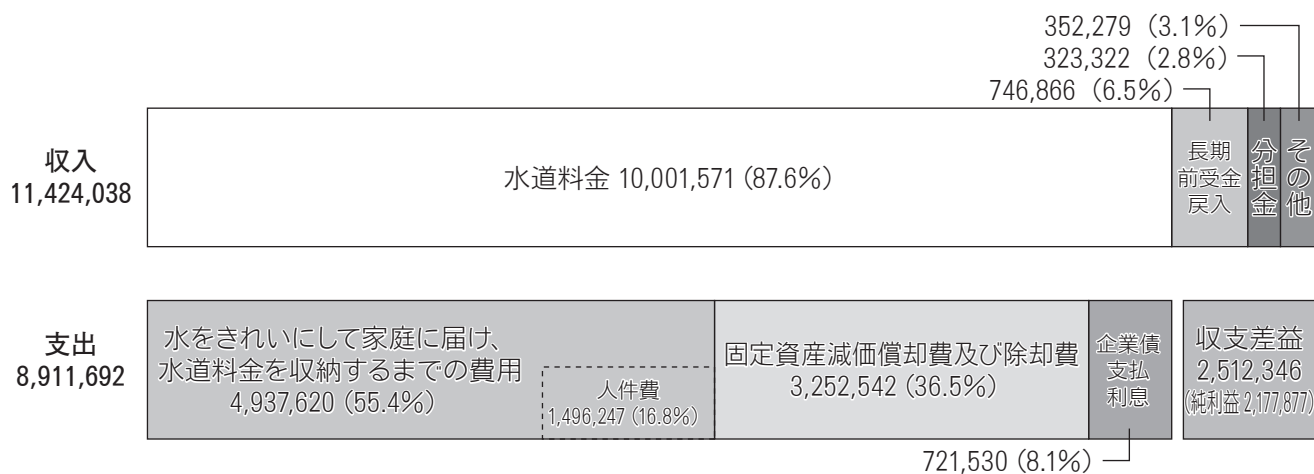 352,279（3.1%）
323,322（2.8%）
746,866（6.5%）
収入
11,424,038
水道料金 10,001,571（87.6%）
長期
前受金
戻入
分担金
その他
支出
8,911,692
水をきれいにして家庭に届け、
水道料金を収納するまでの費用
4,937,620（55.4%）
人件費
1,496,247（16.8%）
固定資産減価償却費及び除却費
3,252,542（36.5%）
企業債
支払
利息
収支差益
2,512,346
(純利益 2,177,877)
721,530（8.1%）